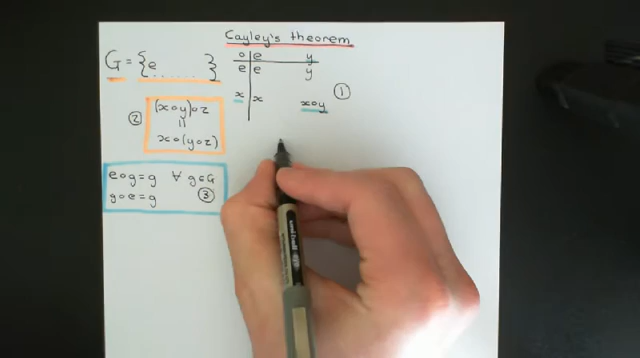 Cayley's theorem
G = {e ...... }
∘ e y
e e y
x x x∘y ①
② (x∘y)∘z
=
x∘(y∘z)
e∘g=g ∀ g∈G
g∘e=g ③